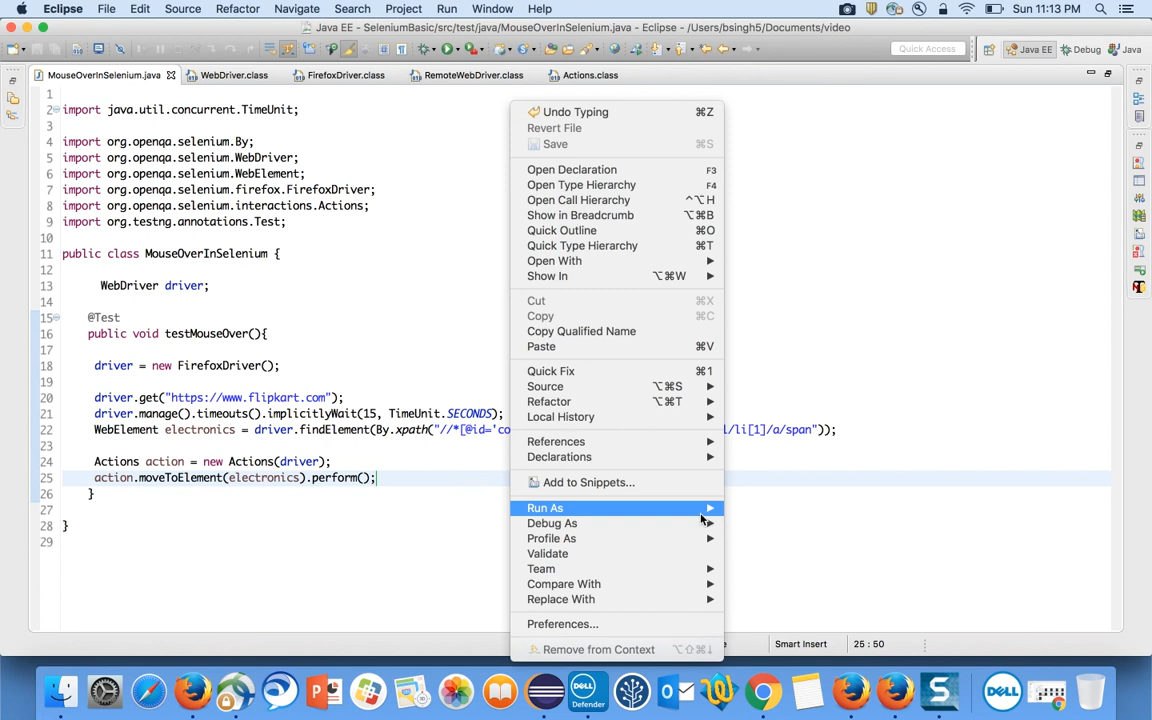 Eclipse File Edit Source Refactor Navigate Search Project Run Window Help Sun 11:13 PM
Java EE - SeleniumBasic/src/test/java/MouseOverInSelenium.java - Eclipse - /Users/bsingh5/Documents/video
Quick Access Java EE Debug Java
MouseOverInSelenium.java WebDriver.class FirefoxDriver.class RemoteWebDriver.class Actions.class
1
2 import java.util.concurrent.TimeUnit;
3
4 import org.openqa.selenium.By;
5 import org.openqa.selenium.WebDriver;
6 import org.openqa.selenium.WebElement;
7 import org.openqa.selenium.firefox.FirefoxDriver;
8 import org.openqa.selenium.interactions.Actions;
9 import org.testng.annotations.Test;
10
11 public class MouseOverInSelenium {
12
13 WebDriver driver;
14
15 @Test
16 public void testMouseOver(){
17
18 driver = new FirefoxDriver();
19
20 driver.get("https://www.flipkart.com");
21 driver.manage().timeouts().implicitlyWait(15, TimeUnit.SECONDS);
22 WebElement electronics = driver.findElement(By.xpath("//*[@id='co l/li[1]/a/span"));
23
24 Actions action = new Actions(driver);
25 action.moveToElement(electronics).perform();
26 }
27
28 }
29
Undo Typing ⌘Z
Revert File
Save ⌘S
Open Declaration F3
Open Type Hierarchy F4
Open Call Hierarchy ^⌥H
Show in Breadcrumb ⌥⌘B
Quick Outline ⌘O
Quick Type Hierarchy ⌘T
Open With
Show In ⌥⌘W
Cut ⌘X
Copy ⌘C
Copy Qualified Name
Paste ⌘V
Quick Fix ⌘1
Source ⌥⌘S
Refactor ⌥⌘T
Local History
References
Declarations
Add to Snippets...
Run As
Debug As
Profile As
Validate
Team
Compare With
Replace With
Preferences...
Remove from Context ⌥⇧⌘↓
Smart Insert 25 : 50
DELL Defender
DELL